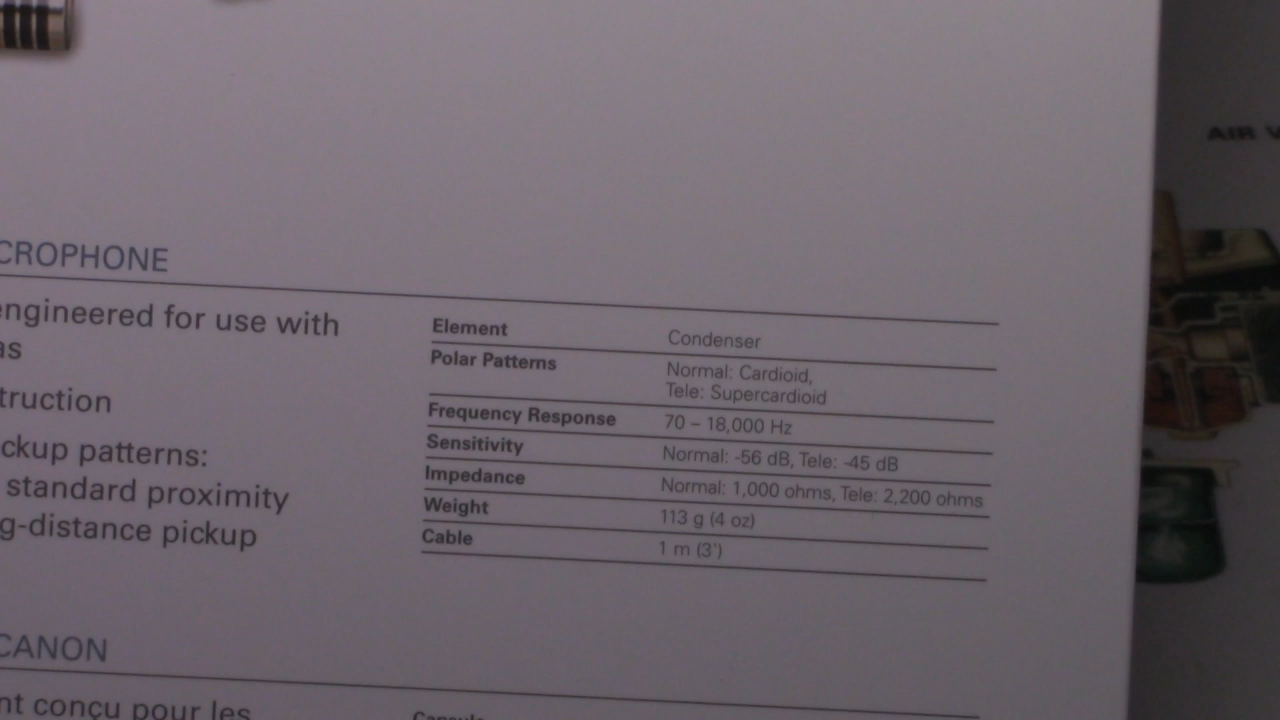 AIR
CROPHONE
engineered for use with
as
truction
ckup patterns:
standard proximity
g-distance pickup
Element Condenser
Polar Patterns Normal: Cardioid,
Tele: Supercardioid
Frequency Response 70 – 18,000 Hz
Sensitivity Normal: -56 dB, Tele: -45 dB
Impedance Normal: 1,000 ohms, Tele: 2,200 ohms
Weight 113 g (4 oz)
Cable 1 m (3')
CANON
nt conçu pour les
Capsule